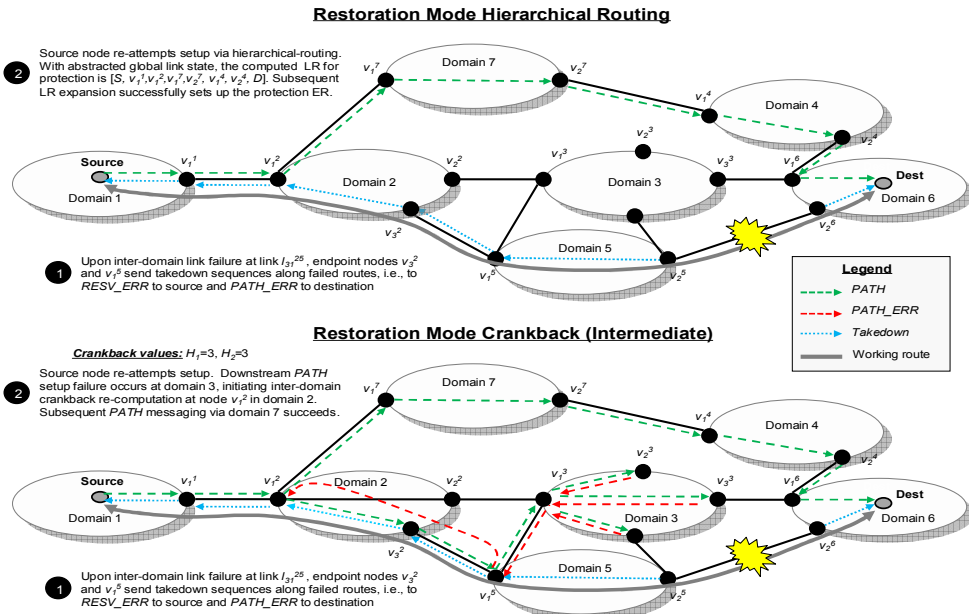 Restoration Mode Hierarchical Routing
2 Source node re-attempts setup via hierarchical-routing.
With abstracted global link state, the computed LR for
protection is [S, v₁¹,v₁²,v₁⁷,v₂⁷, v₁⁴, v₂⁴, D]. Subsequent
LR expansion successfully sets up the protection ER.
v₁⁷
Domain 7
v₂⁷
v₁⁴
Domain 4
v₂⁴
Source
Domain 1
v₁¹
v₁²
Domain 2
v₂²
v₃²
v₁³
v₂³
Domain 3
v₃³
v₁⁶
Dest
Domain 6
v₂⁶
Domain 5
v₁⁵
v₂⁵
1 Upon inter-domain link failure at link l₃₁²⁵, endpoint nodes v₃²
and v₁⁵ send takedown sequences along failed routes, i.e., to
RESV_ERR to source and PATH_ERR to destination
Legend
PATH
PATH_ERR
Takedown
Working route
Restoration Mode Crankback (Intermediate)
Crankback values: H₁=3, H₂=3
2 Source node re-attempts setup. Downstream PATH
setup failure occurs at domain 3, initiating inter-domain
crankback re-computation at node v₁² in domain 2.
Subsequent PATH messaging via domain 7 succeeds.
v₁⁷
Domain 7
v₂⁷
v₁⁴
Domain 4
v₂⁴
Source
Domain 1
v₁¹
v₁²
Domain 2
v₂²
v₃²
v₁³
v₂³
Domain 3
v₃³
v₁⁶
Dest
Domain 6
v₂⁶
Domain 5
v₁⁵
v₂⁵
1 Upon inter-domain link failure at link l₃₁²⁵, endpoint nodes v₃²
and v₁⁵ send takedown sequences along failed routes, i.e., to
RESV_ERR to source and PATH_ERR to destination